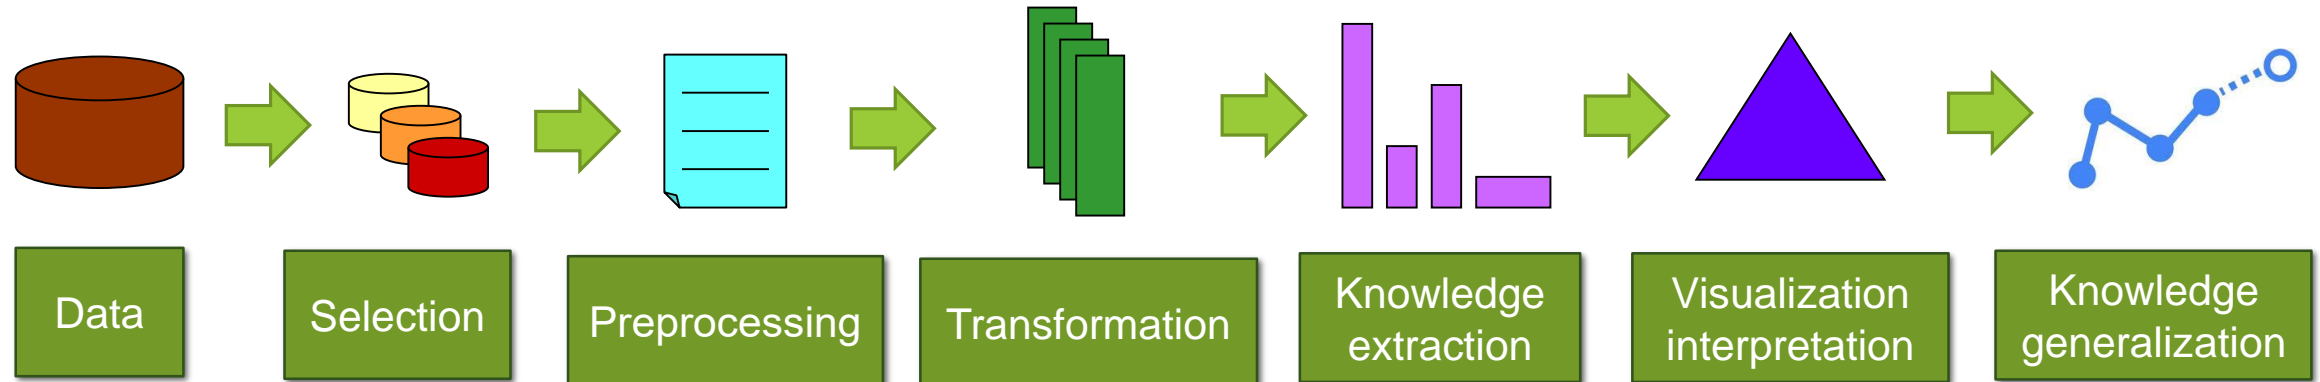 Data
Selection
Preprocessing
Transformation
Knowledge
extraction
Visualization
interpretation
Knowledge
generalization